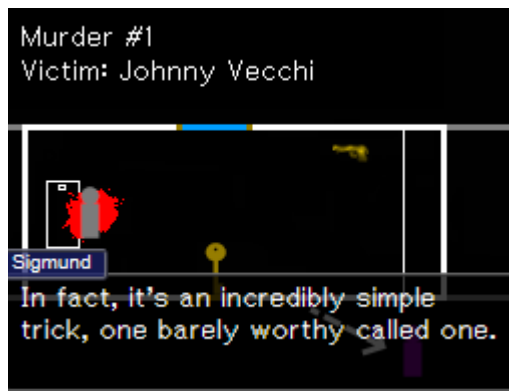 Murder #1
Victim: Johnny Vecchi
Sigmund
In fact, it's an incredibly simple
trick, one barely worthy called one.